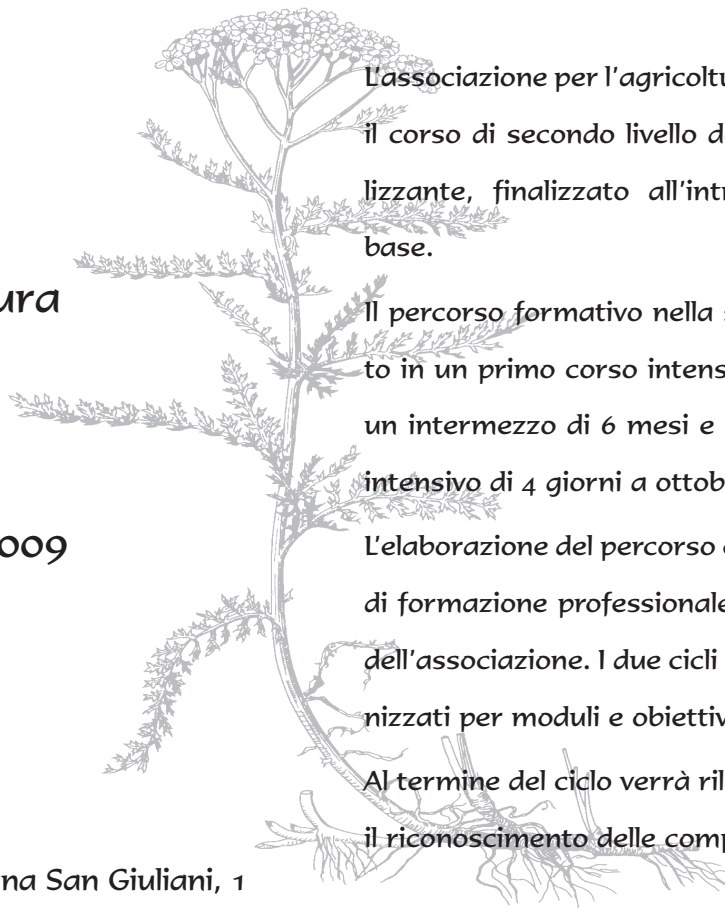 ura
009
na San Giuliani, 1
L'associazione per l'agricoltu
il corso di secondo livello d
lizzante, finalizzato all'intr
base.
Il percorso formativo nella s
to in un primo corso intens
un intermezzo di 6 mesi e
intensivo di 4 giorni a ottob
L'elaborazione del percorso
di formazione professionale
dell'associazione. I due cicli
nizzati per moduli e obiettiv
Al termine del ciclo verrà ril
il riconoscimento delle comp